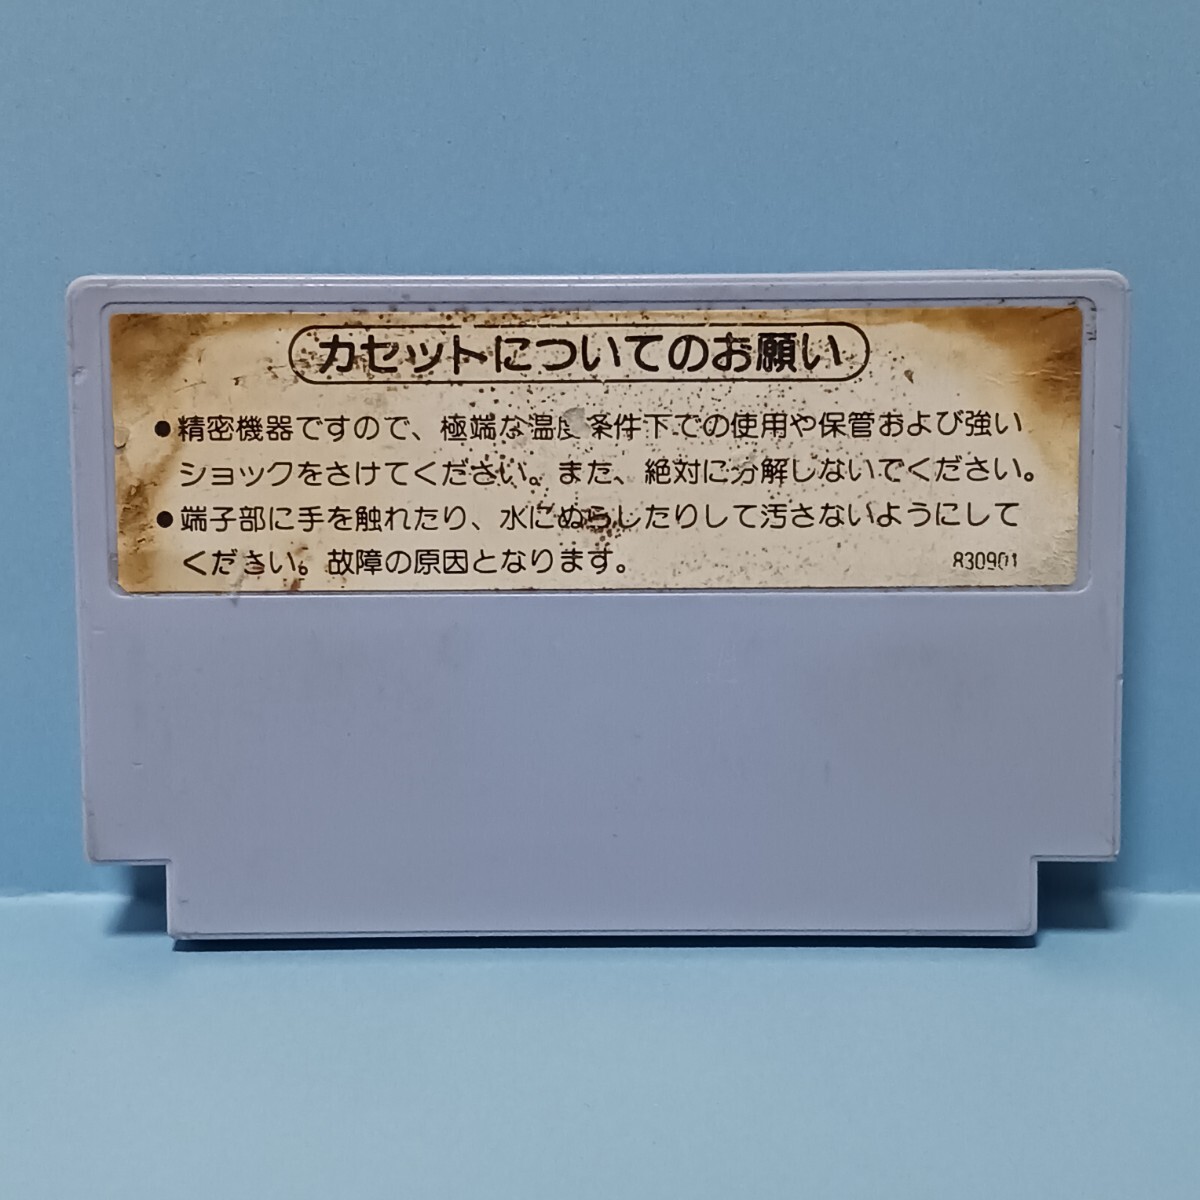 カセットについてのお願い
●精密機器ですので、極端な温度条件下での使用や保管および強い
ショックをさけてください。また、絶対に分解しないでください。
●端子部に手を触れたり、水にぬらしたりして汚さないようにして
ください。故障の原因となります。
830901